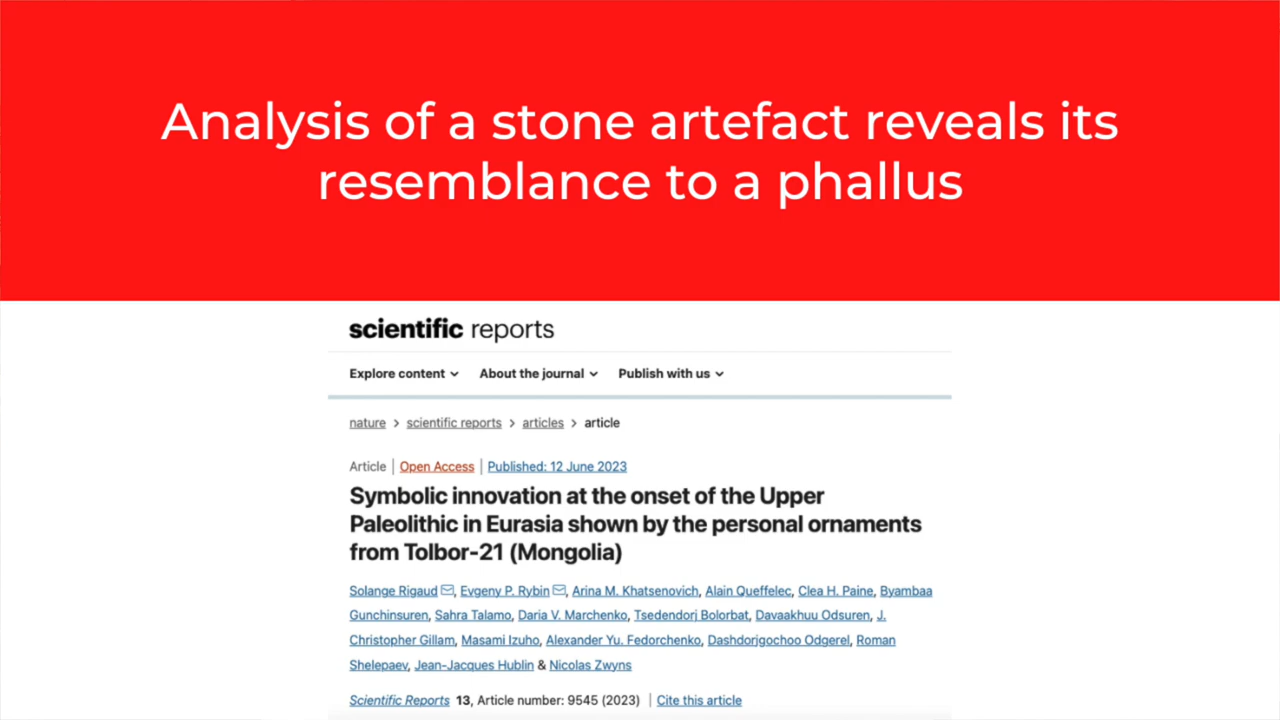 Analysis of a stone artefact reveals its
resemblance to a phallus
scientific reports
Explore content About the journal Publish with us
nature > scientific reports > articles > article
Article | Open Access | Published: 12 June 2023
Symbolic innovation at the onset of the Upper
Paleolithic in Eurasia shown by the personal ornaments
from Tolbor-21 (Mongolia)
Solange Rigaud, Evgeny P. Rybin, Arina M. Khatsenovich, Alain Queffelec, Clea H. Paine, Byambaa
Gunchinsuren, Sahra Talamo, Daria V. Marchenko, Tsedendorj Bolorbat, Davaakhuu Odsuren, J.
Christopher Gillam, Masami Izuho, Alexander Yu. Fedorchenko, Dashdorjgochoo Odgerel, Roman
Shelepaev, Jean-Jacques Hublin & Nicolas Zwyns
Scientific Reports 13, Article number: 9545 (2023) | Cite this article